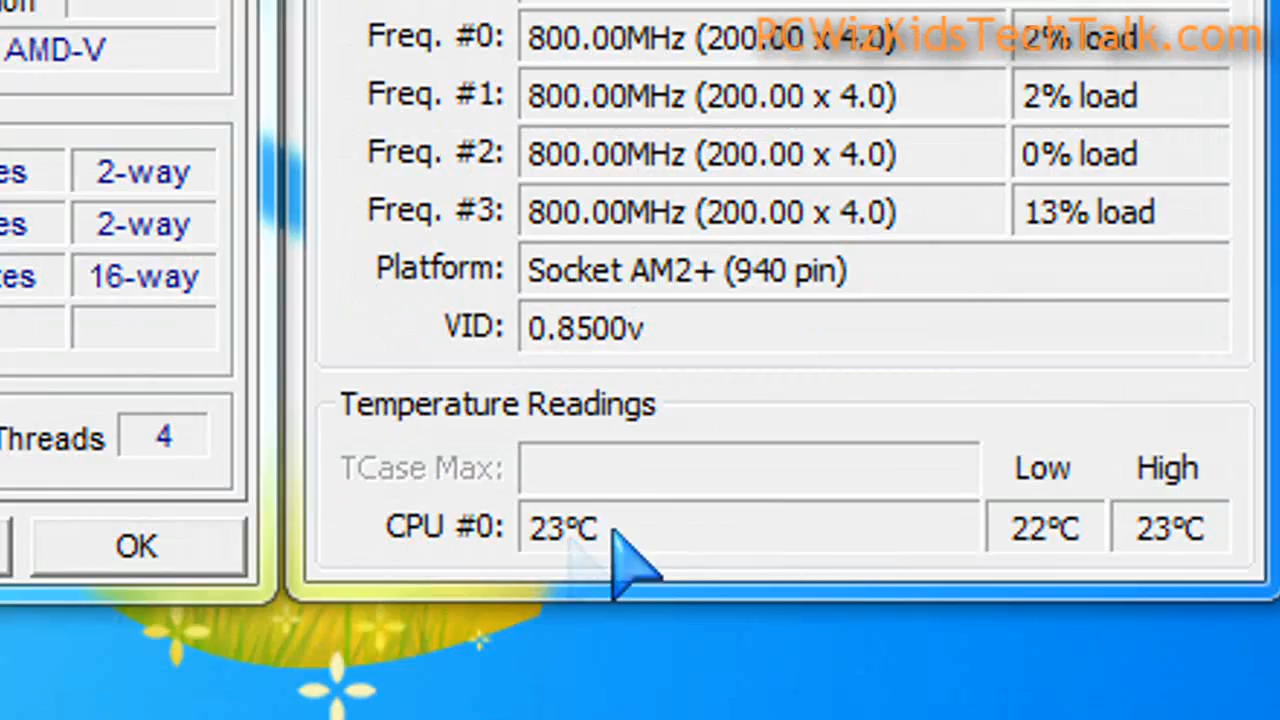 PCWizKidsTechTalk.com
AMD-V
2-way
2-way
16-way
Threads 4
OK
Freq. #0: 800.00MHz (200.00 x 4.0) 2% load
Freq. #1: 800.00MHz (200.00 x 4.0) 2% load
Freq. #2: 800.00MHz (200.00 x 4.0) 0% load
Freq. #3: 800.00MHz (200.00 x 4.0) 13% load
Platform: Socket AM2+ (940 pin)
VID: 0.8500v
Temperature Readings
TCase Max: Low High
CPU #0: 23°C 22°C 23°C